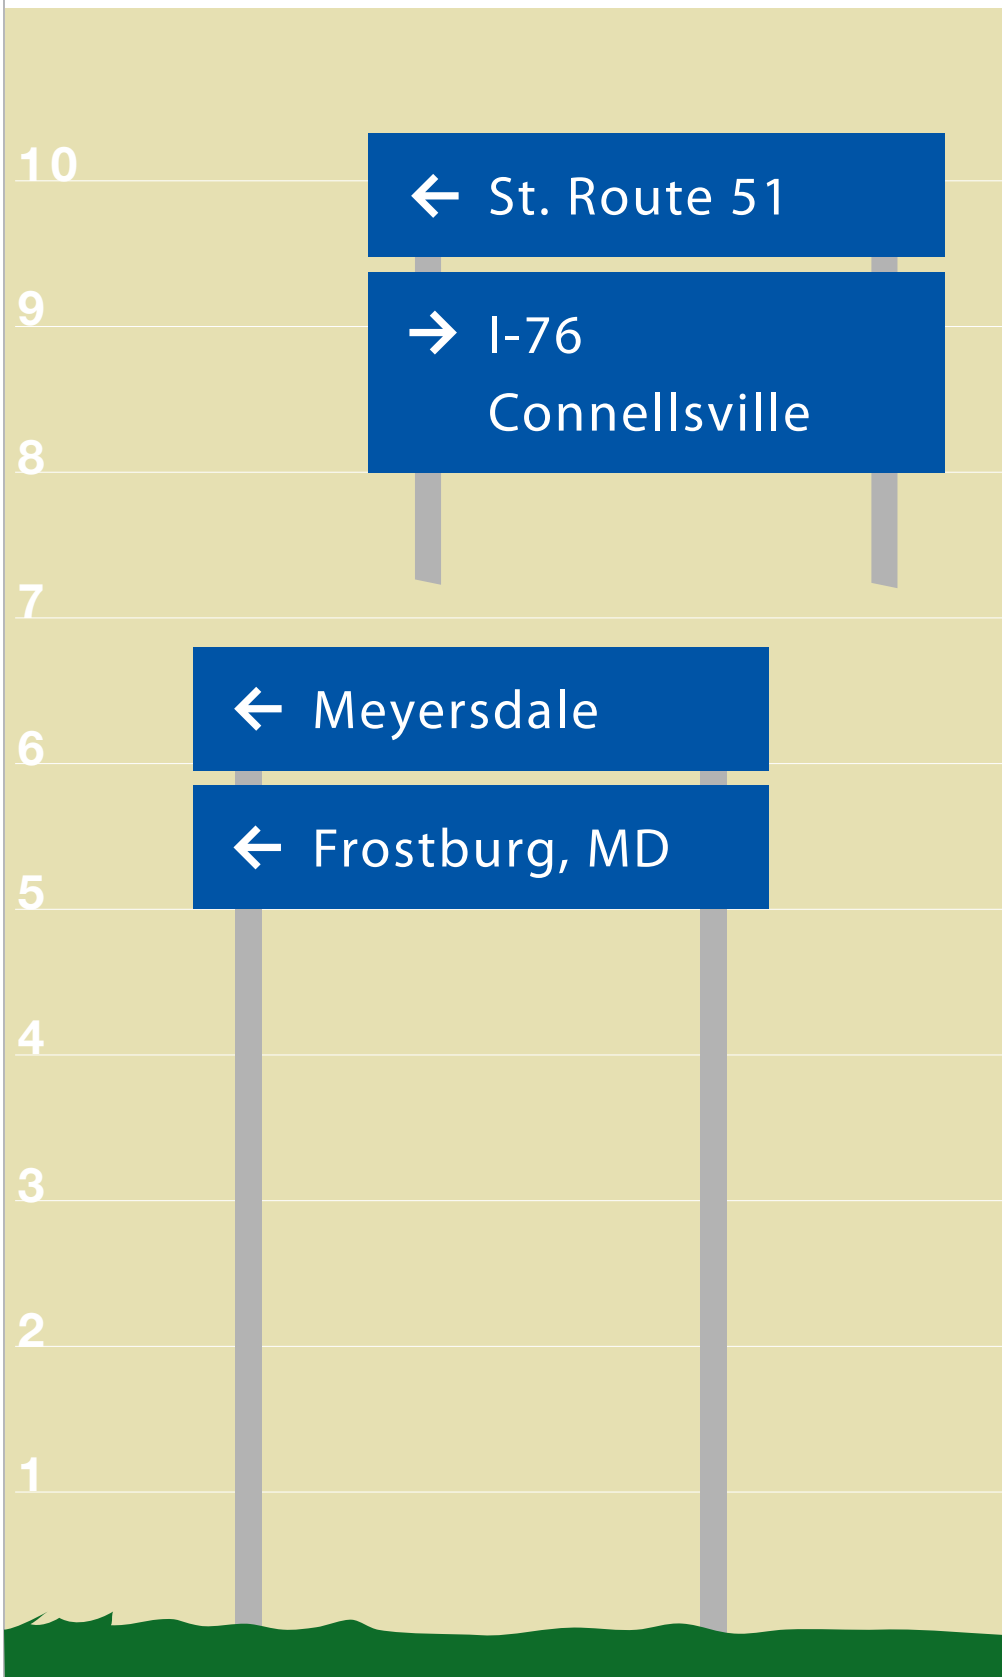 10
← St. Route 51
9
→ I-76
Connellsville
8
7
← Meyersdale
6
← Frostburg, MD
5
4
3
2
1